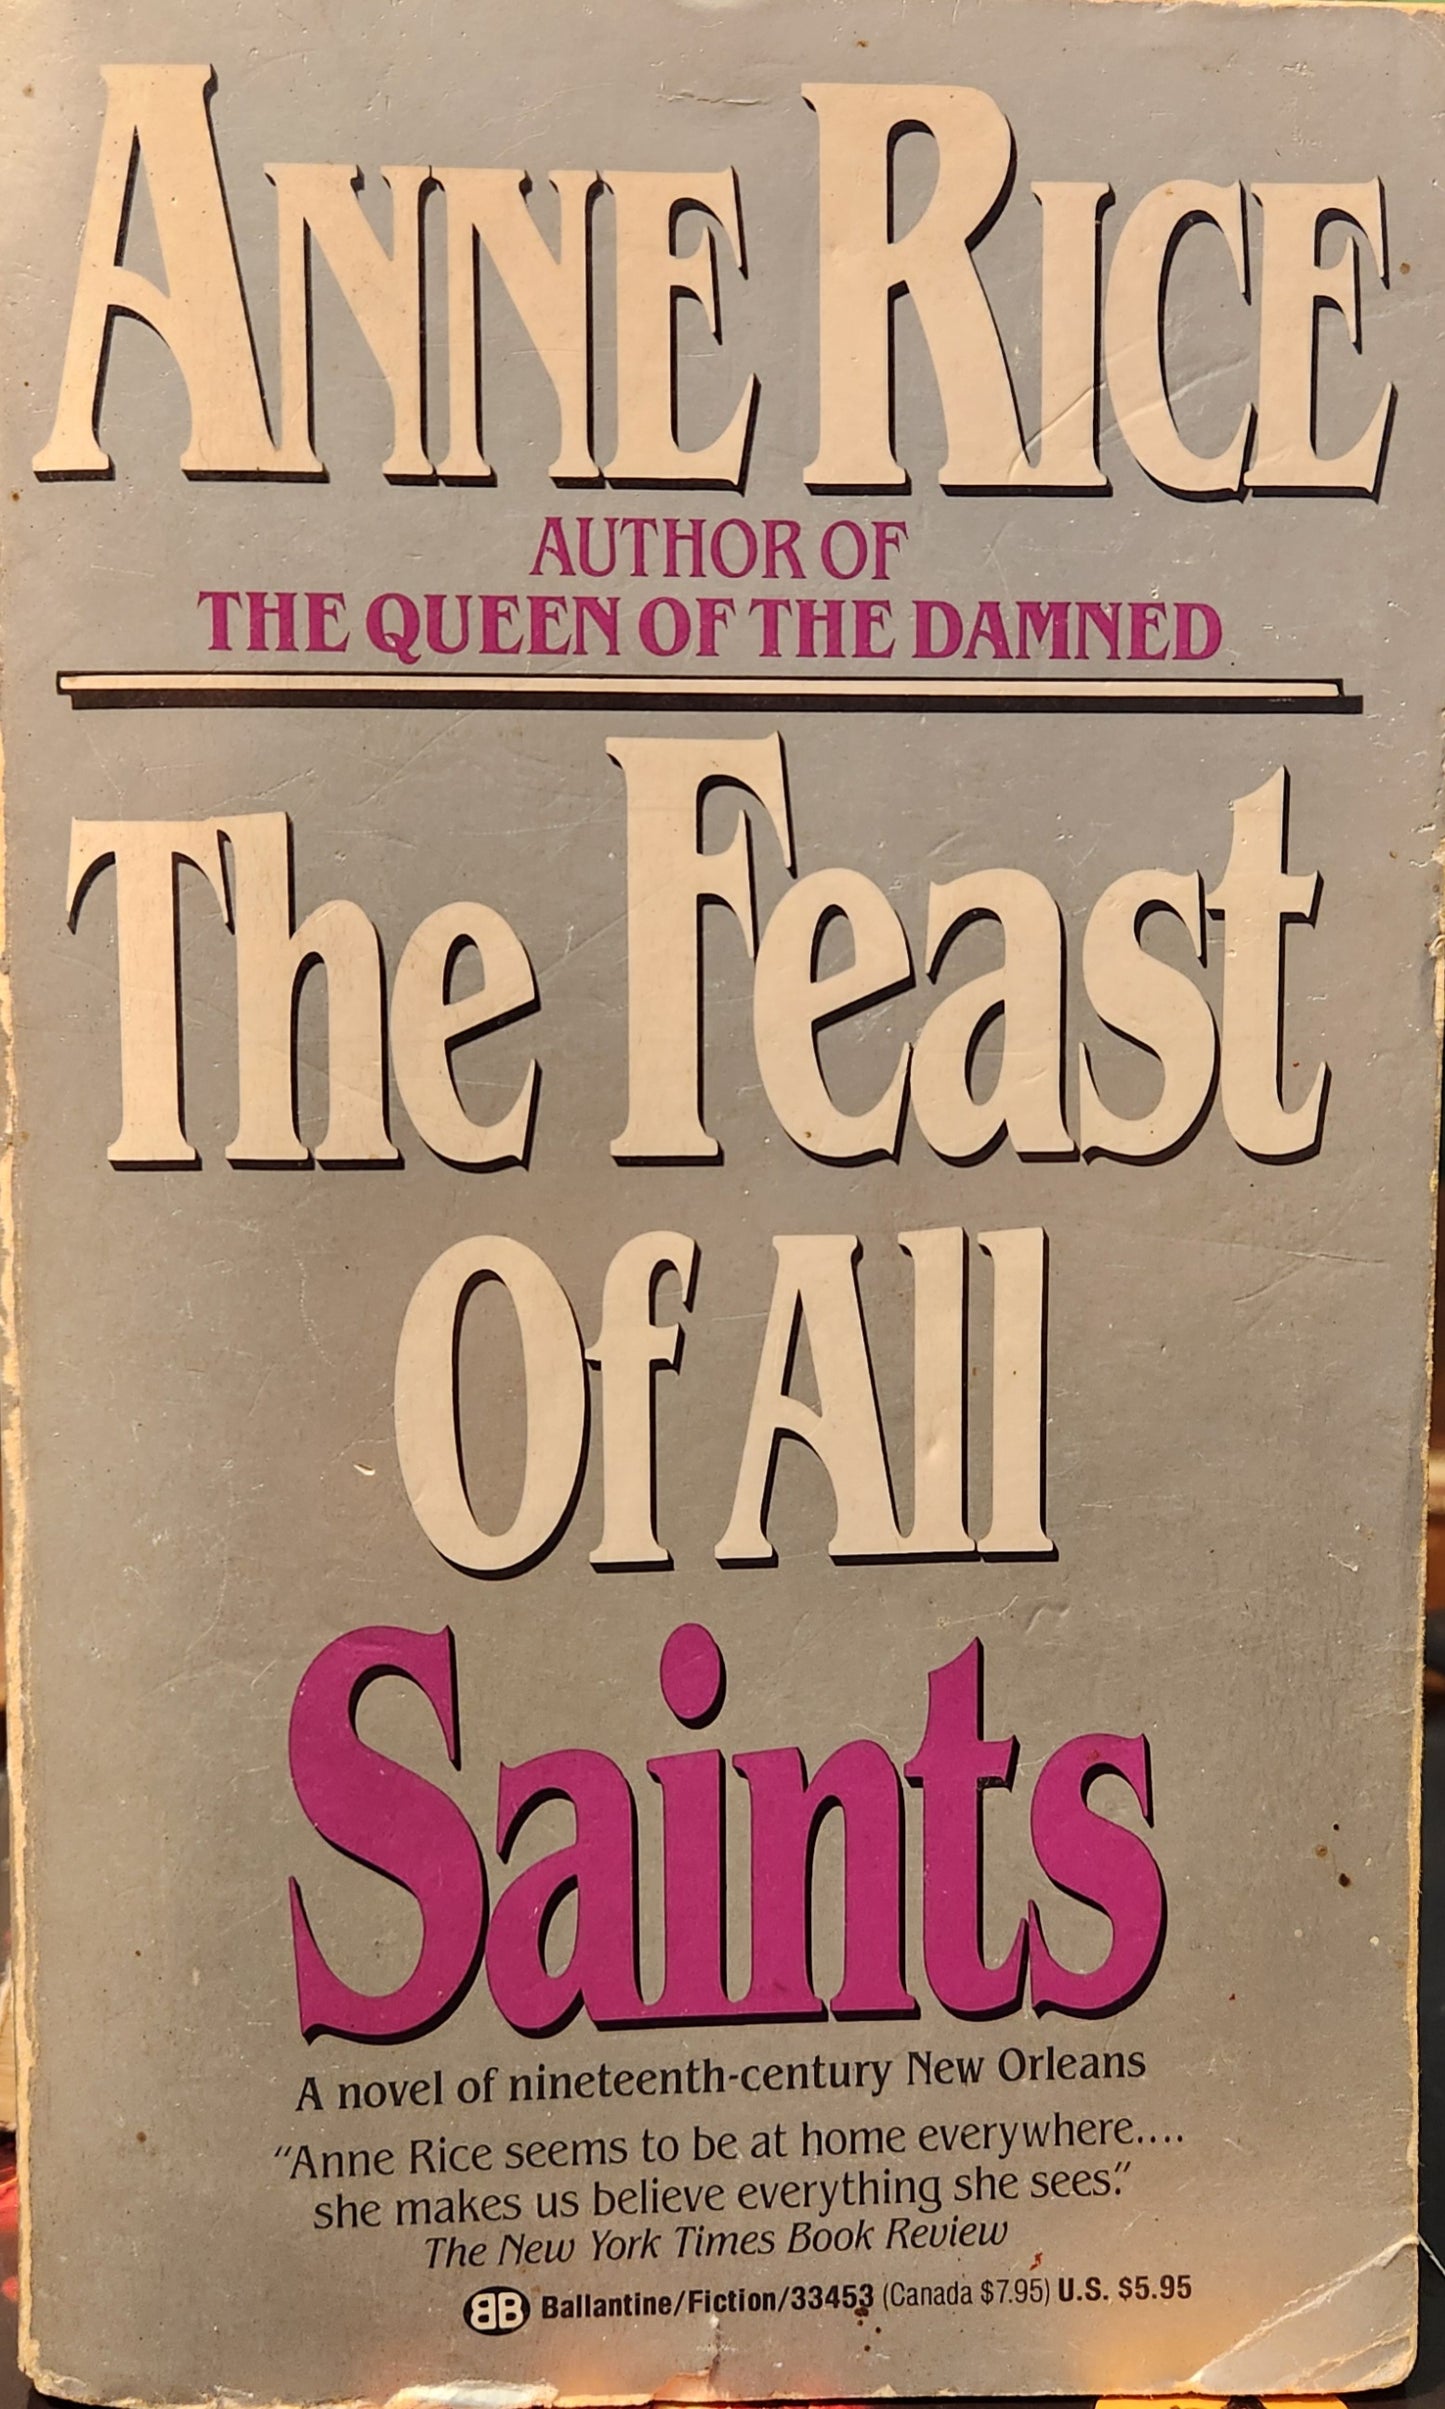 ANNE RICE
AUTHOR OF
THE QUEEN OF THE DAMNED
The Feast
Of All
Saints
A novel of nineteenth-century New Orleans
"Anne Rice seems to be at home everywhere....
she makes us believe everything she sees."
The New York Times Book Review
BB Ballantine/Fiction/33453 (Canada $7.95) U.S. $5.95